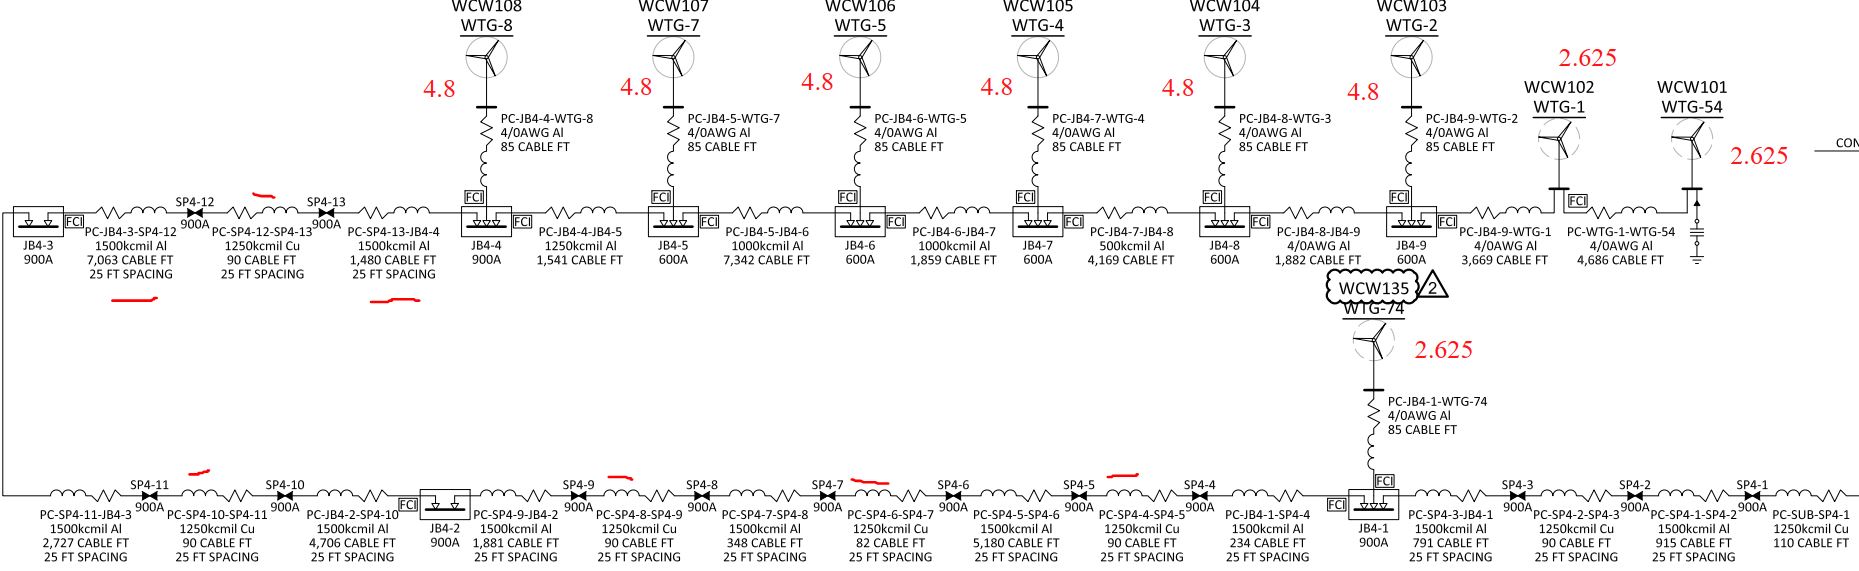 WCW108
WTG-8
WCW107
WTG-7
WCW106
WTG-5
WCW105
WTG-4
WCW104
WTG-3
WCW103
WTG-2
2.625
WCW102
WTG-1
WCW101
WTG-54
4.8
4.8
4.8
4.8
4.8
4.8
2.625
CON
PC-JB4-4-WTG-8
4/0AWG Al
85 CABLE FT
PC-JB4-5-WTG-7
4/0AWG Al
85 CABLE FT
PC-JB4-6-WTG-5
4/0AWG Al
85 CABLE FT
PC-JB4-7-WTG-4
4/0AWG Al
85 CABLE FT
PC-JB4-8-WTG-3
4/0AWG Al
85 CABLE FT
PC-JB4-9-WTG-2
4/0AWG Al
85 CABLE FT
FCI
JB4-3
900A
PC-JB4-3-SP4-12
1500kcmil Al
7,063 CABLE FT
25 FT SPACING
SP4-12
900A
PC-SP4-12-SP4-13
1250kcmil Cu
90 CABLE FT
25 FT SPACING
SP4-13
900A
PC-SP4-13-JB4-4
1500kcmil Al
1,480 CABLE FT
25 FT SPACING
FCI
FCI
JB4-4
900A
PC-JB4-4-JB4-5
1250kcmil Al
1,541 CABLE FT
FCI
FCI
JB4-5
600A
PC-JB4-5-JB4-6
1000kcmil Al
7,342 CABLE FT
FCI
FCI
JB4-6
600A
PC-JB4-6-JB4-7
1000kcmil Al
1,859 CABLE FT
FCI
FCI
JB4-7
600A
PC-JB4-7-JB4-8
500kcmil Al
4,169 CABLE FT
FCI
FCI
JB4-8
600A
PC-JB4-8-JB4-9
4/0AWG Al
1,882 CABLE FT
FCI
FCI
JB4-9
600A
PC-JB4-9-WTG-1
4/0AWG Al
3,669 CABLE FT
FCI
PC-WTG-1-WTG-54
4/0AWG Al
4,686 CABLE FT
WCW135
2
WTG-74
2.625
PC-JB4-1-WTG-74
4/0AWG Al
85 CABLE FT
PC-SP4-11-JB4-3
1500kcmil Al
2,727 CABLE FT
25 FT SPACING
SP4-11
900A
PC-SP4-10-SP4-11
1250kcmil Cu
90 CABLE FT
25 FT SPACING
SP4-10
900A
PC-JB4-2-SP4-10
1500kcmil Al
4,706 CABLE FT
25 FT SPACING
FCI
JB4-2
900A
PC-SP4-9-JB4-2
1500kcmil Al
1,881 CABLE FT
25 FT SPACING
SP4-9
900A
PC-SP4-8-SP4-9
1250kcmil Cu
90 CABLE FT
25 FT SPACING
SP4-8
900A
PC-SP4-7-SP4-8
1500kcmil Al
348 CABLE FT
25 FT SPACING
SP4-7
900A
PC-SP4-6-SP4-7
1250kcmil Cu
82 CABLE FT
25 FT SPACING
SP4-6
900A
PC-SP4-5-SP4-6
1500kcmil Al
5,180 CABLE FT
25 FT SPACING
SP4-5
900A
PC-SP4-4-SP4-5
1250kcmil Cu
90 CABLE FT
25 FT SPACING
SP4-4
900A
PC-JB4-1-SP4-4
1500kcmil Al
234 CABLE FT
25 FT SPACING
FCI
FCI
JB4-1
900A
PC-SP4-3-JB4-1
1500kcmil Al
791 CABLE FT
25 FT SPACING
SP4-3
900A
PC-SP4-2-SP4-3
1250kcmil Cu
90 CABLE FT
25 FT SPACING
SP4-2
900A
PC-SP4-1-SP4-2
1500kcmil Al
915 CABLE FT
25 FT SPACING
SP4-1
900A
PC-SUB-SP4-1
1250kcmil Cu
110 CABLE FT